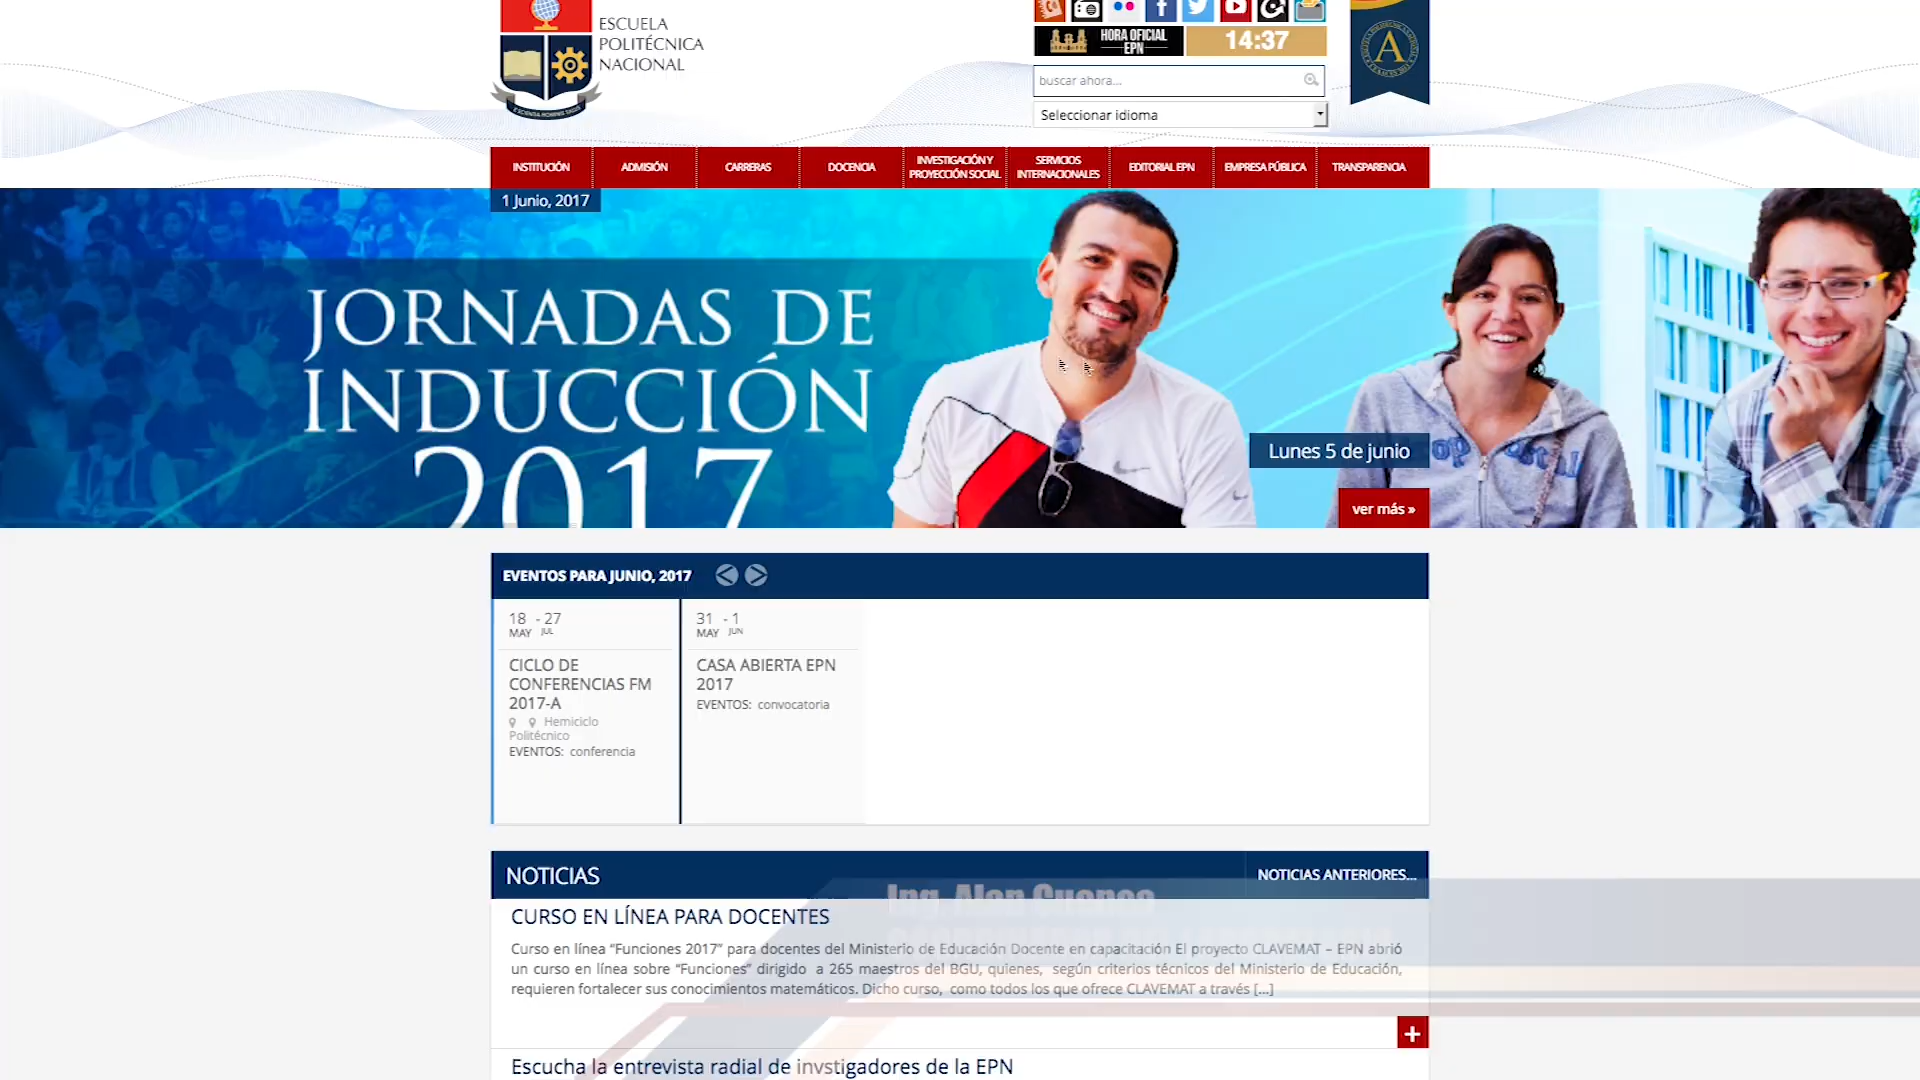 ESCUELA
POLITÉCNICA
NACIONAL
E SCIENTIA HOMINIS SALUS
HORA OFICIAL
EPN
14:37
A
buscar ahora...
Seleccionar idioma
INSTITUCIÓN
ADMISIÓN
CARRERAS
DOCENCIA
INVESTIGACIÓN Y
PROYECCIÓN SOCIAL
SERVICIOS
INTERNACIONALES
EDITORIAL EPN
EMPRESA PÚBLICA
TRANSPARENCIA
1 Junio, 2017
JORNADAS DE
INDUCCIÓN
2017
Lunes 5 de junio
ver más »
EVENTOS PARA JUNIO, 2017
18 - 27
MAY JUL
CICLO DE
CONFERENCIAS FM
2017-A
Hemiciclo
Politécnico
EVENTOS: conferencia
31 - 1
MAY JUN
CASA ABIERTA EPN
2017
EVENTOS: convocatoria
NOTICIAS
NOTICIAS ANTERIORES...
CURSO EN LÍNEA PARA DOCENTES
Curso en línea “Funciones 2017” para docentes del Ministerio de Educación Docente en capacitación El proyecto CLAVEMAT – EPN abrió
un curso en línea sobre “Funciones” dirigido a 265 maestros del BGU, quienes, según criterios técnicos del Ministerio de Educación,
requieren fortalecer sus conocimientos matemáticos. Dicho curso, como todos los que ofrece CLAVEMAT a través [...]
+
Escucha la entrevista radial de invstigadores de la EPN